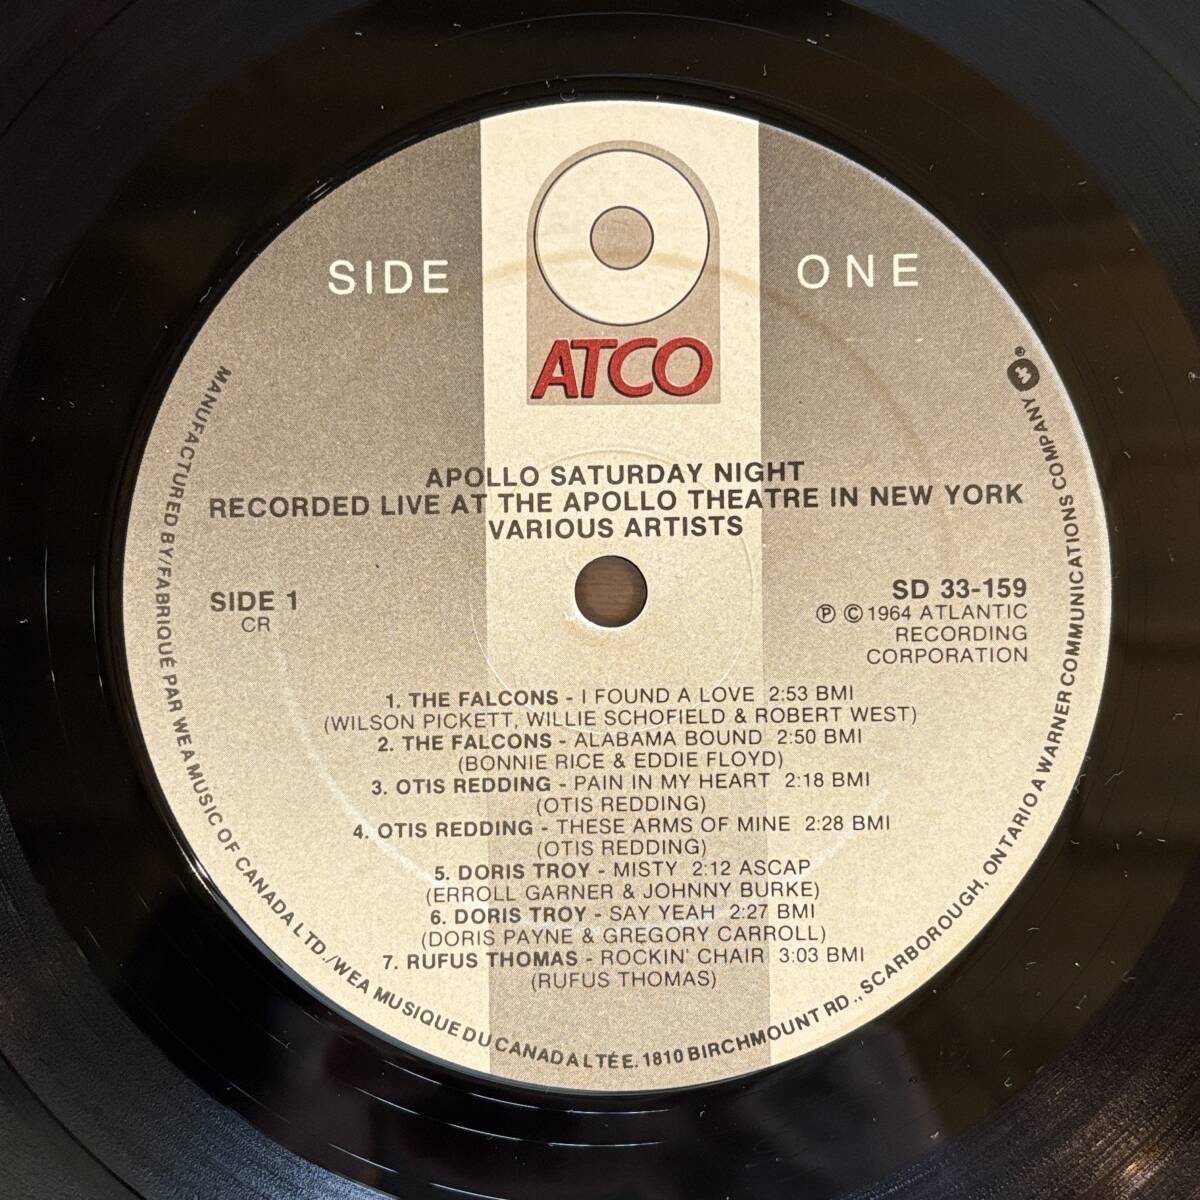 SIDE ONE
ATCO
APOLLO SATURDAY NIGHT
RECORDED LIVE AT THE APOLLO THEATRE IN NEW YORK
VARIOUS ARTISTS
SIDE 1
CR
SD 33-159
Ⓟ © 1964 ATLANTIC
RECORDING
CORPORATION
1. THE FALCONS - I FOUND A LOVE 2:53 BMI
(WILSON PICKETT, WILLIE SCHOFIELD & ROBERT WEST)
2. THE FALCONS - ALABAMA BOUND 2:50 BMI
(BONNIE RICE & EDDIE FLOYD)
3. OTIS REDDING - PAIN IN MY HEART 2:18 BMI
(OTIS REDDING)
4. OTIS REDDING - THESE ARMS OF MINE 2:28 BMI
(OTIS REDDING)
5. DORIS TROY - MISTY 2:12 ASCAP
(ERROLL GARNER & JOHNNY BURKE)
6. DORIS TROY - SAY YEAH 2:27 BMI
(DORIS PAYNE & GREGORY CARROLL)
7. RUFUS THOMAS - ROCKIN' CHAIR 3:03 BMI
(RUFUS THOMAS)
MANUFACTURED BY/FABRIQUÉ PAR WEA MUSIC OF CANADA LTD./WEA MUSIQUE DU CANADA LTÉE. 1810 BIRCHMOUNT RD., SCARBOROUGH, ONTARIO A WARNER COMMUNICATIONS COMPANY ®